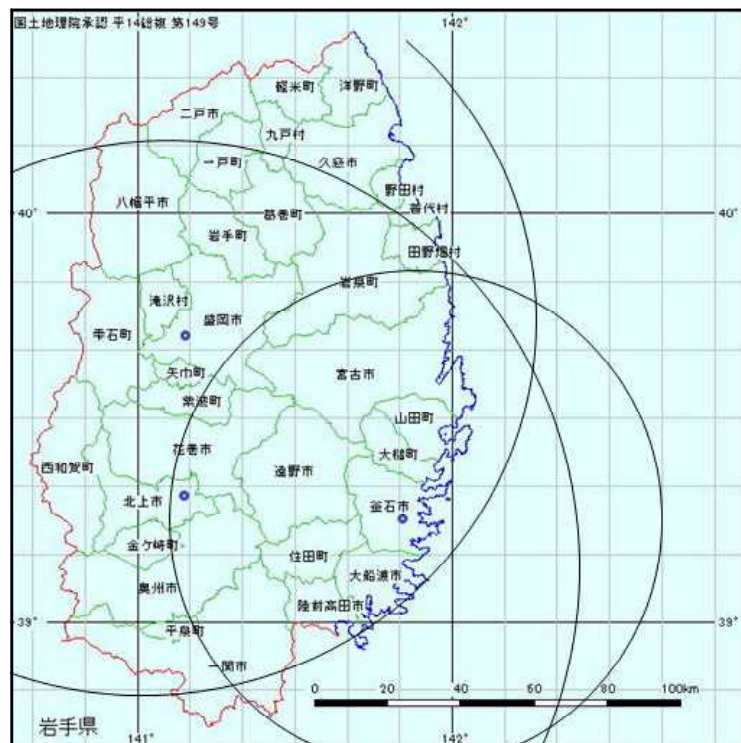 国土地理院承認 平14総複 第149号
142°
軽米町
洋野町
二戸市
九戸村
一戸町
久慈市
野田村
八幡平市
葛巻町
普代村
40°
40°
岩手町
田野畑村
岩泉町
滝沢村
雫石町
盛岡市
矢巾町
宮古市
紫波町
山田町
花巻市
大槌町
西和賀町
遠野市
北上市
釜石市
金ケ崎町
住田町
奥州市
大船渡市
陸前高田市
39°
平泉町
39°
一関市
0 20 40 60 80 100km
岩手県
141°
142°